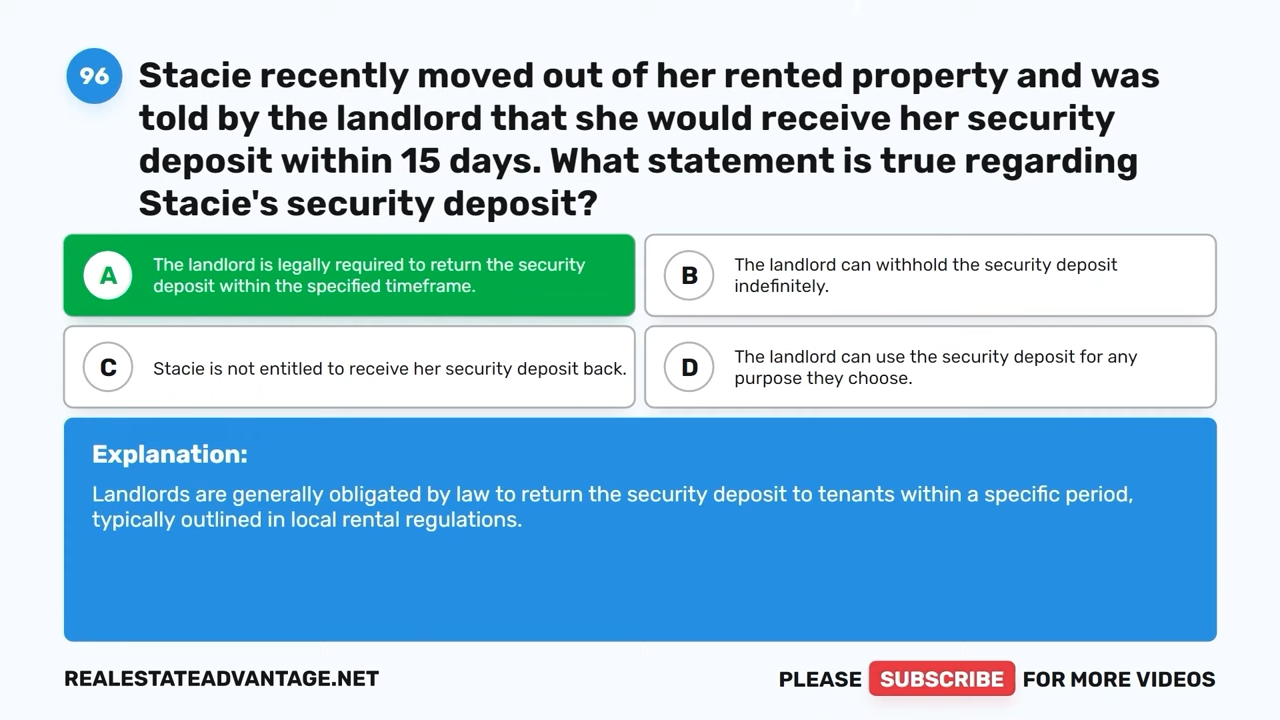 96
Stacie recently moved out of her rented property and was
told by the landlord that she would receive her security
deposit within 15 days. What statement is true regarding
Stacie's security deposit?
A
The landlord is legally required to return the security
deposit within the specified timeframe.
B
The landlord can withhold the security deposit
indefinitely.
C
Stacie is not entitled to receive her security deposit back.
D
The landlord can use the security deposit for any
purpose they choose.
Explanation:
Landlords are generally obligated by law to return the security deposit to tenants within a specific period,
typically outlined in local rental regulations.
REALESTATEADVANTAGE.NET
PLEASE SUBSCRIBE FOR MORE VIDEOS